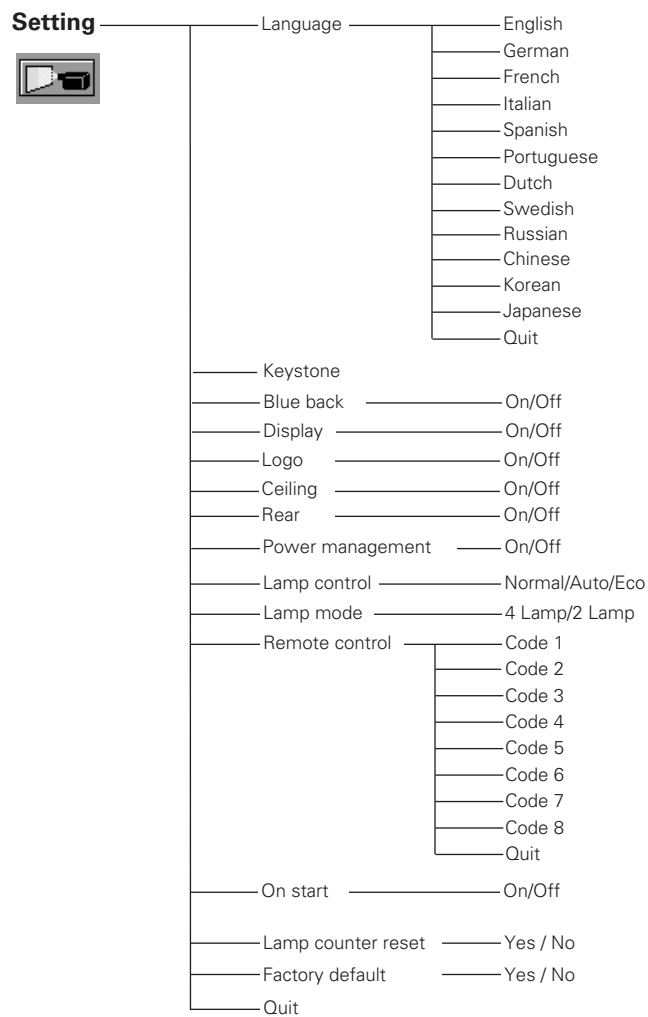 Setting Language English
German
French
Italian
Spanish
Portuguese
Dutch
Swedish
Russian
Chinese
Korean
Japanese
Quit
Keystone
Blue back On/Off
Display On/Off
Logo On/Off
Ceiling On/Off
Rear On/Off
Power management On/Off
Lamp control Normal/Auto/Eco
Lamp mode 4 Lamp/2 Lamp
Remote control Code 1
Code 2
Code 3
Code 4
Code 5
Code 6
Code 7
Code 8
Quit
On start On/Off
Lamp counter reset Yes / No
Factory default Yes / No
Quit